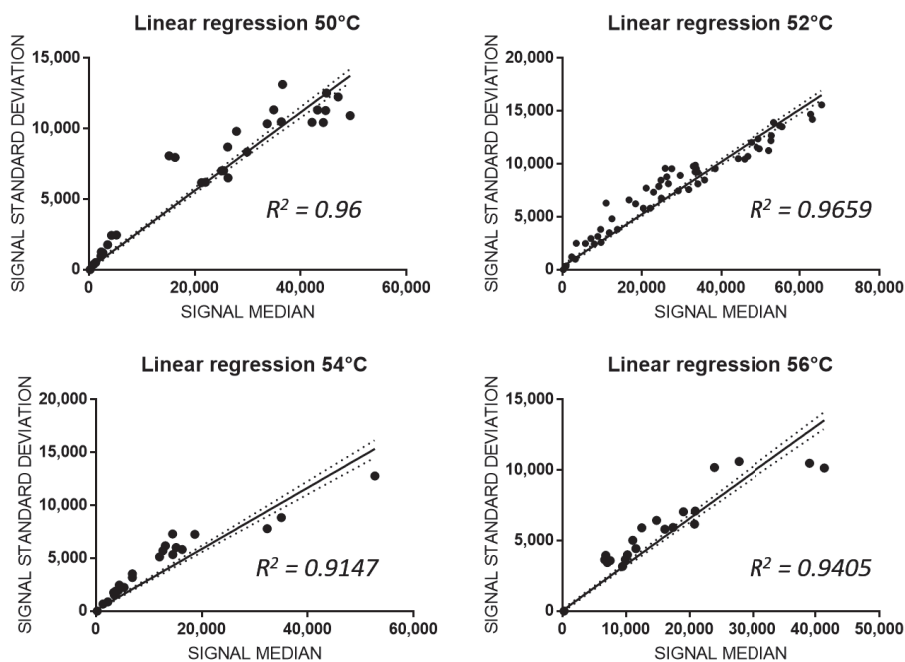 Linear regression 50°C
SIGNAL STANDARD DEVIATION
15,000
10,000
5,000
0
R² = 0.96
0
20,000
40,000
60,000
SIGNAL MEDIAN
Linear regression 52°C
SIGNAL STANDARD DEVIATION
20,000
15,000
10,000
5,000
0
R² = 0.9659
0
20,000
40,000
60,000
80,000
SIGNAL MEDIAN
Linear regression 54°C
SIGNAL STANDARD DEVIATION
20,000
15,000
10,000
5,000
0
R² = 0.9147
0
20,000
40,000
60,000
SIGNAL MEDIAN
Linear regression 56°C
SIGNAL STANDARD DEVIATION
15,000
10,000
5,000
0
R² = 0.9405
0
10,000
20,000
30,000
40,000
50,000
SIGNAL MEDIAN